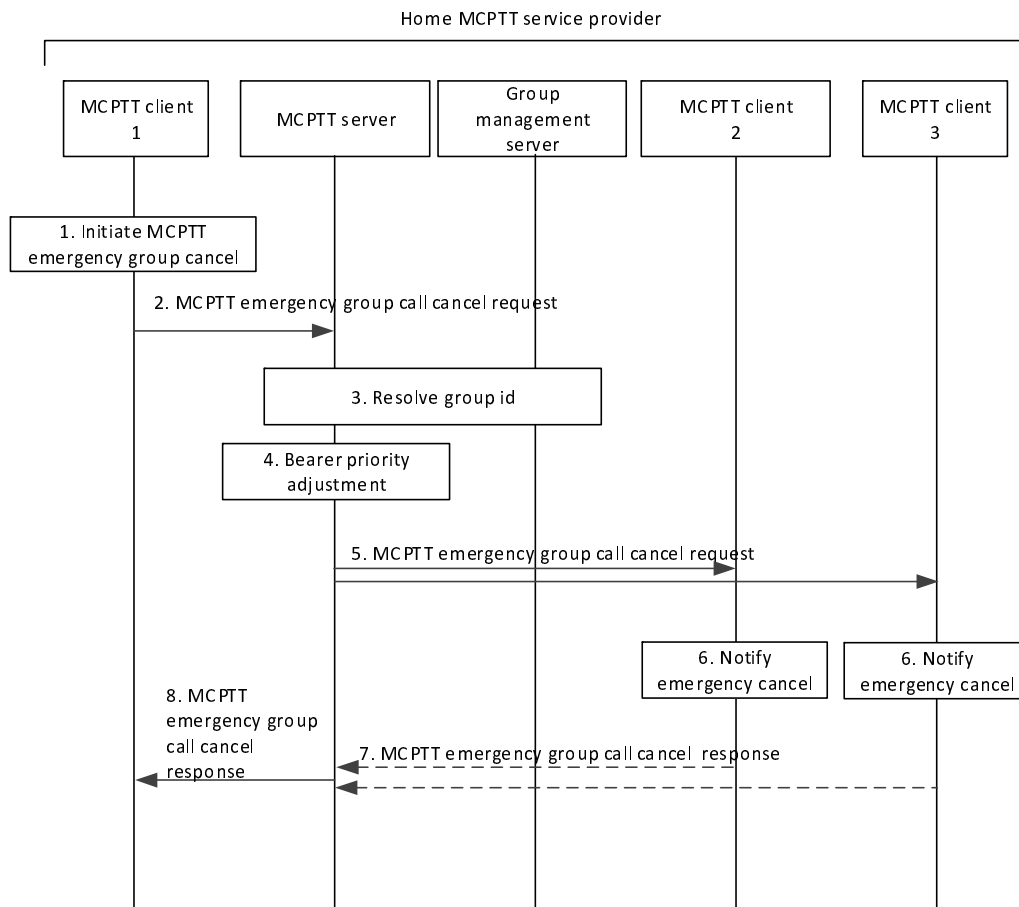 Home MCPTT service provider
MCPTT client
1
MCPTT server
Group
management
server
MCPTT client
2
MCPTT client
3
1. Initiate MCPTT
emergency group cancel
2. MCPTT emergency group call cancel request
3. Resolve group id
4. Bearer priority
adjustment
5. MCPTT emergency group call cancel request
6. Notify
emergency cancel
6. Notify
emergency cancel
8. MCPTT
emergency group
call cancel
response
7. MCPTT emergency group call cancel response